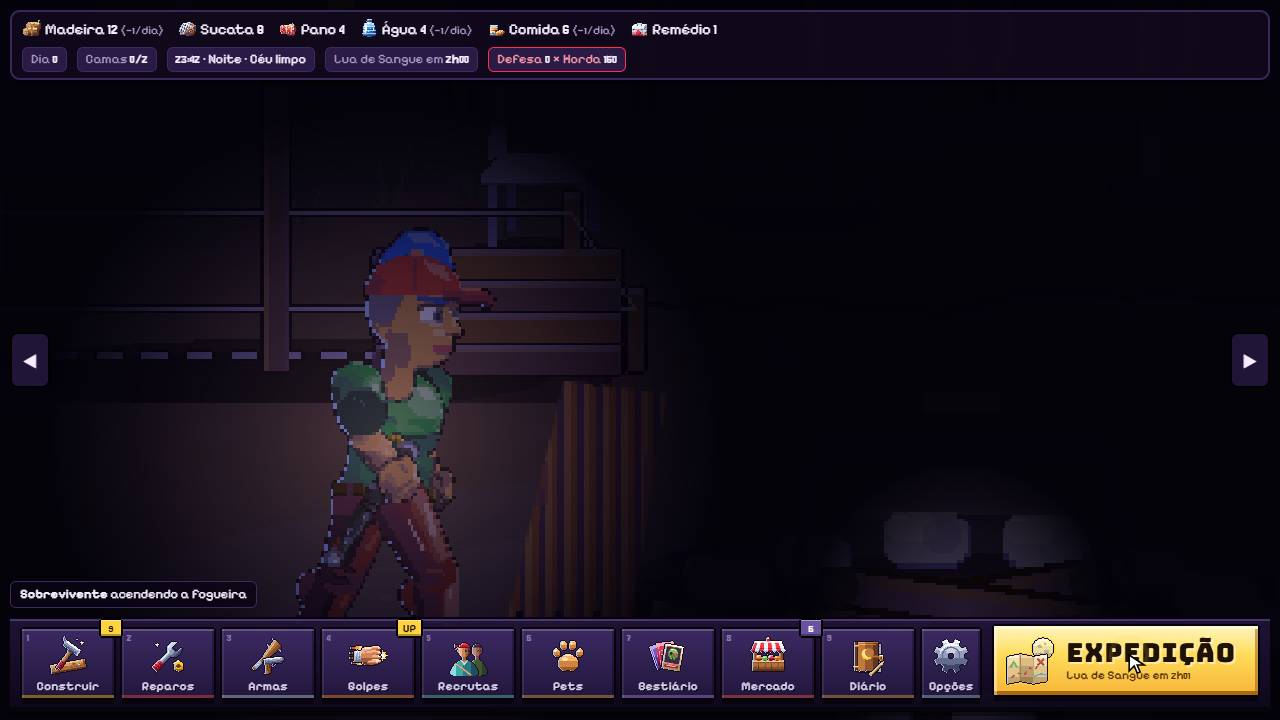 Madeira 12 (-1/dia) Sucata 8 Pano 4 Água 4 (-1/dia) Comida 6 (-1/dia) Remédio 1
Dia 0 Camas 0/2 23:42 · Noite · Céu limpo Lua de Sangue em 2h00 Defesa 0 × Horda 160
◀ ▶
Sobrevivente acendendo a fogueira
9 UP 6
1 2 3 4 5 6 7 8 9
EXPEDIÇÃO
Lua de Sangue em 2h01
Construir Reparos Armas Golpes Recrutas Pets Bestiário Mercado Diário Opções